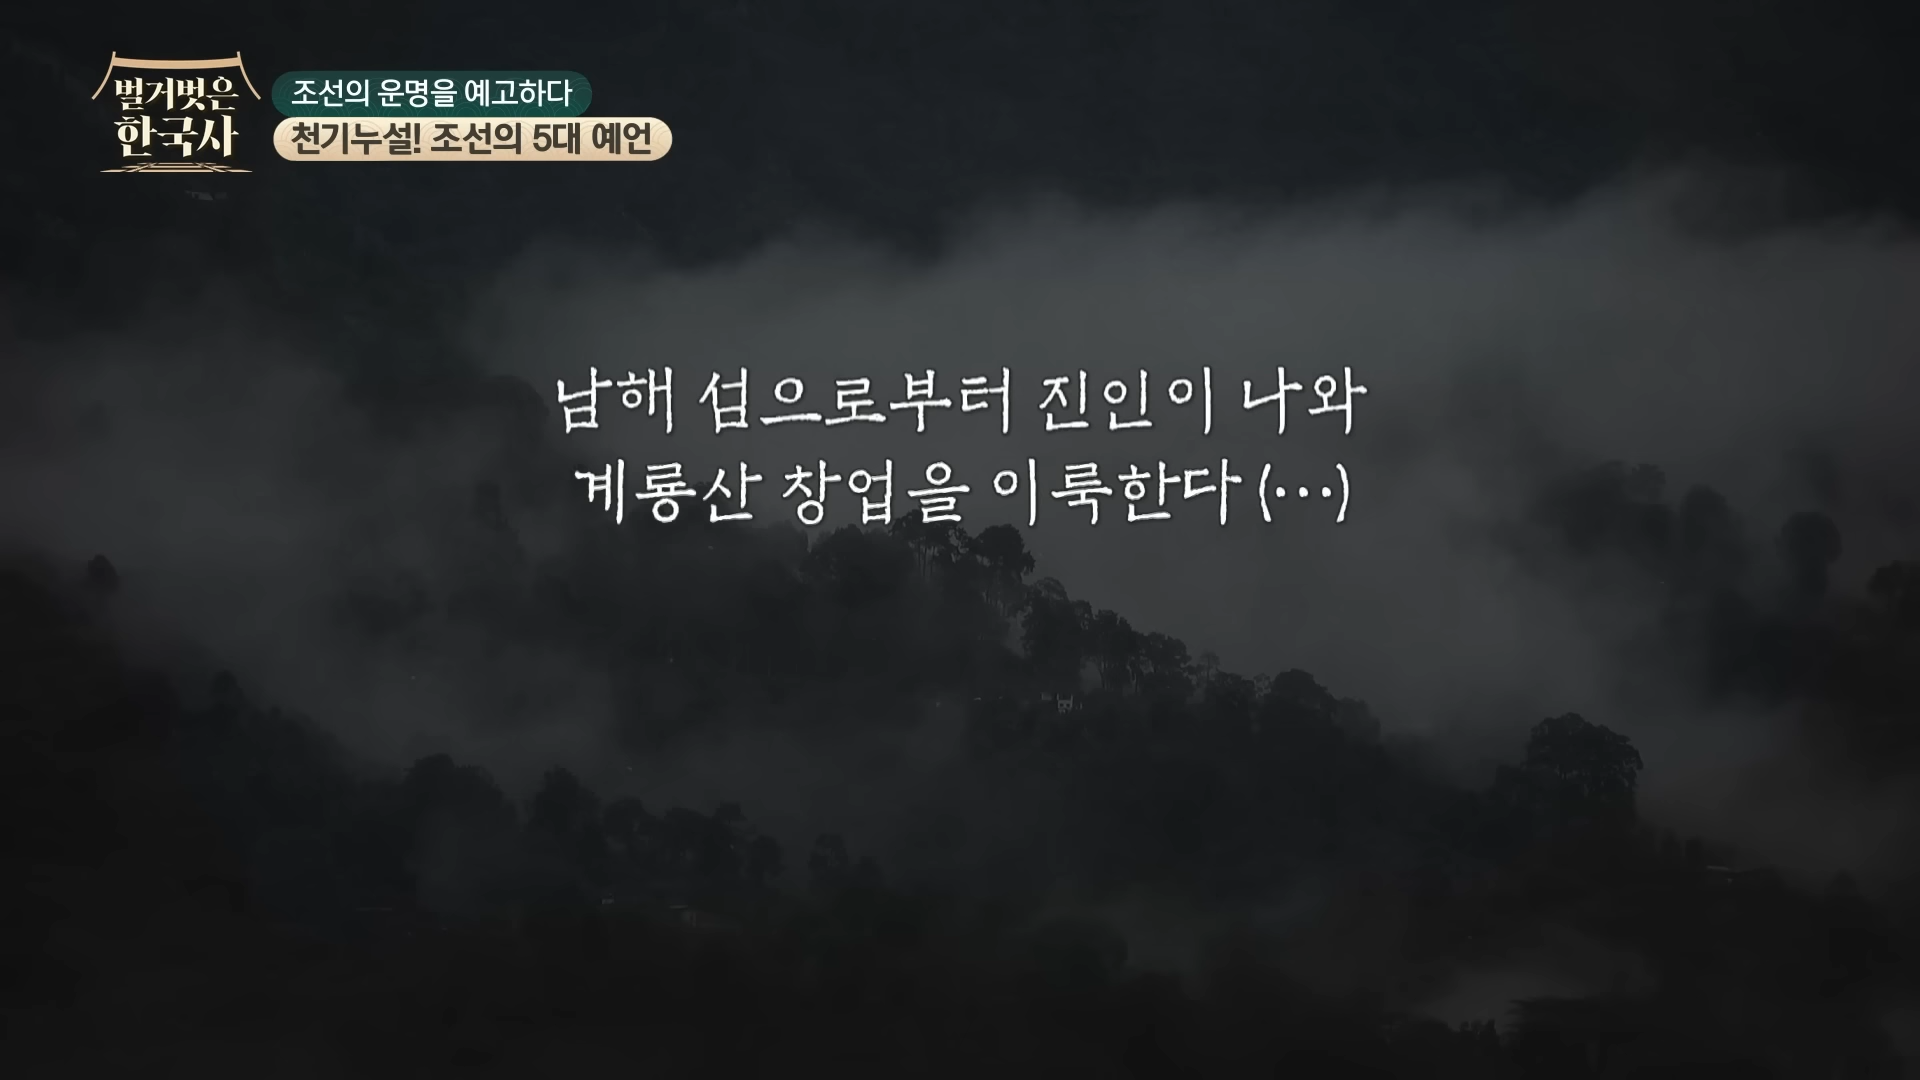 벌거벗은
한국사
조선의 운명을 예고하다
천기누설! 조선의 5대 예언
남해 섬으로부터 진인이 나와
계룡산 창업을 이룩한다 (…)